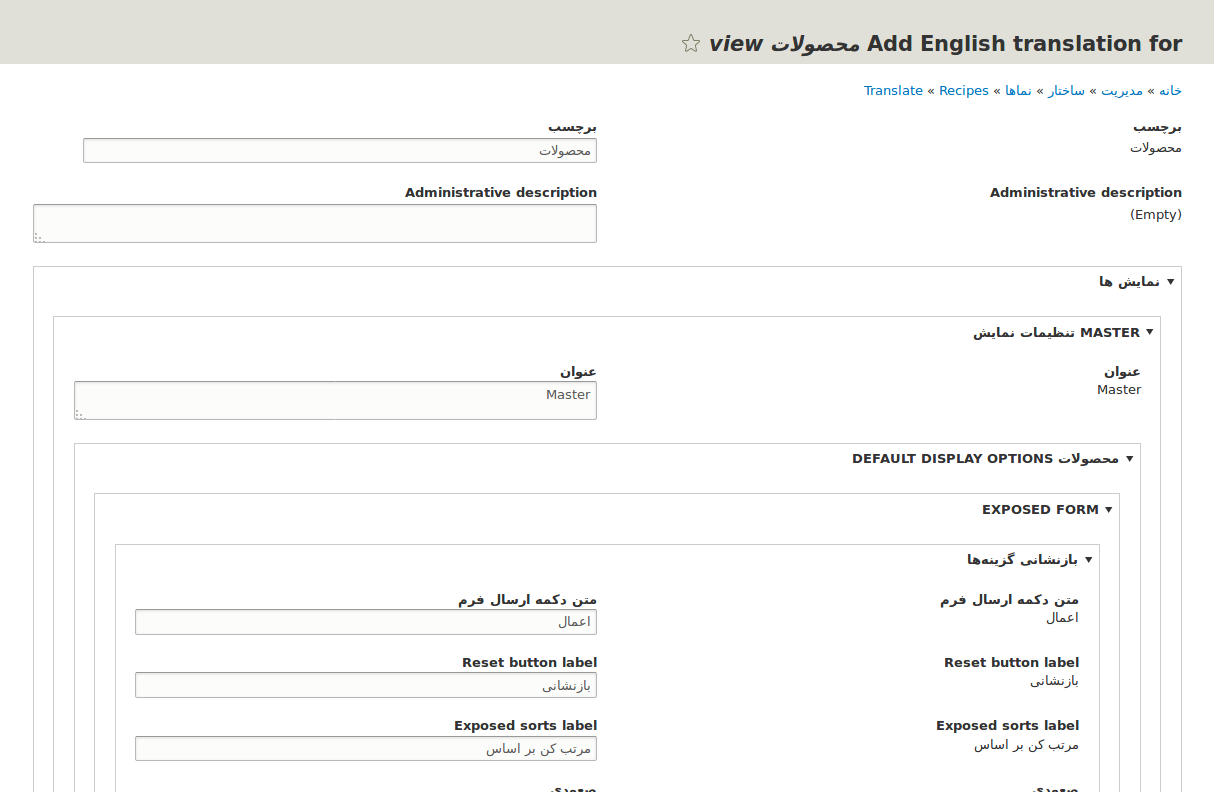 Add English translation for محصولات view
خانه » مدیریت » ساختار » نماها » Recipes » Translate
برچسب
محصولات
برچسب
محصولات
Administrative description
(Empty)
Administrative description
نمایش ها
MASTER تنظیمات نمایش
عنوان
Master
عنوان
Master
محصولات DEFAULT DISPLAY OPTIONS
EXPOSED FORM
بازنشانی گزینه‌ها
متن دکمه ارسال فرم
اعمال
متن دکمه ارسال فرم
اعمال
Reset button label
بازنشانی
Reset button label
بازنشانی
Exposed sorts label
مرتب کن بر اساس
Exposed sorts label
مرتب کن بر اساس
صعودی
صعودی